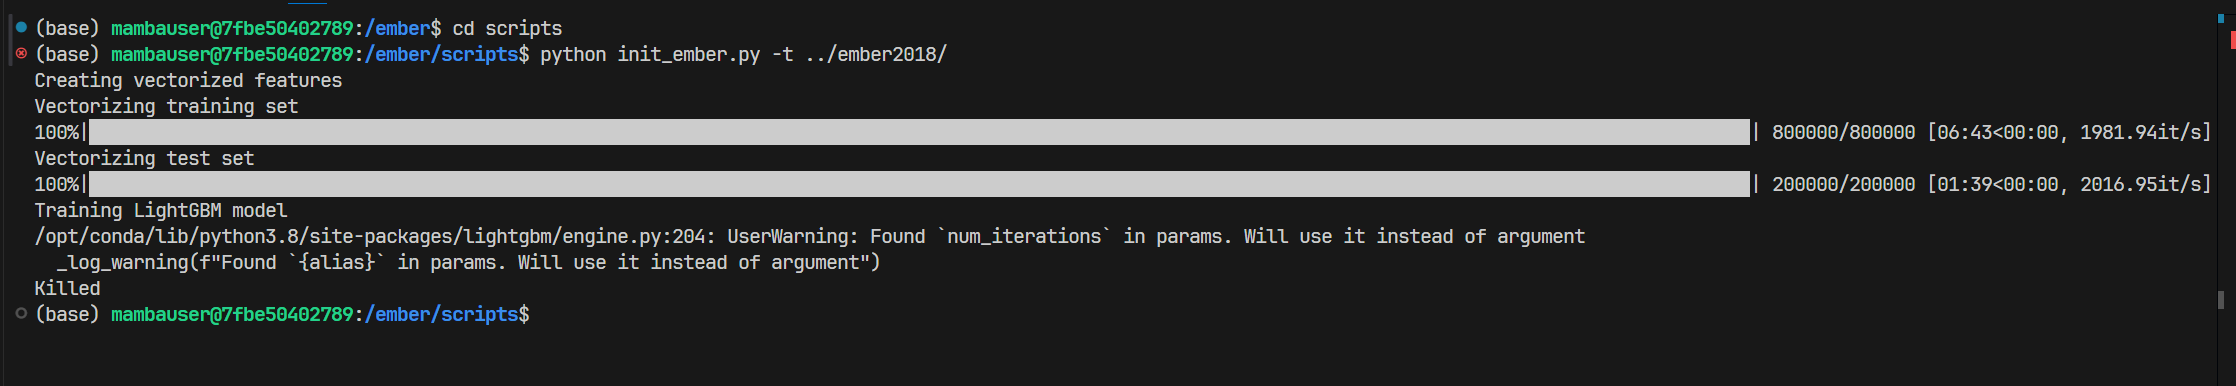 (base) mambauser@7fbe50402789:/ember$ cd scripts
(base) mambauser@7fbe50402789:/ember/scripts$ python init_ember.py -t ../ember2018/
Creating vectorized features
Vectorizing training set
100%|██████████| 800000/800000 [06:43<00:00, 1981.94it/s]
Vectorizing test set
100%|██████████| 200000/200000 [01:39<00:00, 2016.95it/s]
Training LightGBM model
/opt/conda/lib/python3.8/site-packages/lightgbm/engine.py:204: UserWarning: Found `num_iterations` in params. Will use it instead of argument
  _log_warning(f"Found `{alias}` in params. Will use it instead of argument")
Killed
(base) mambauser@7fbe50402789:/ember/scripts$